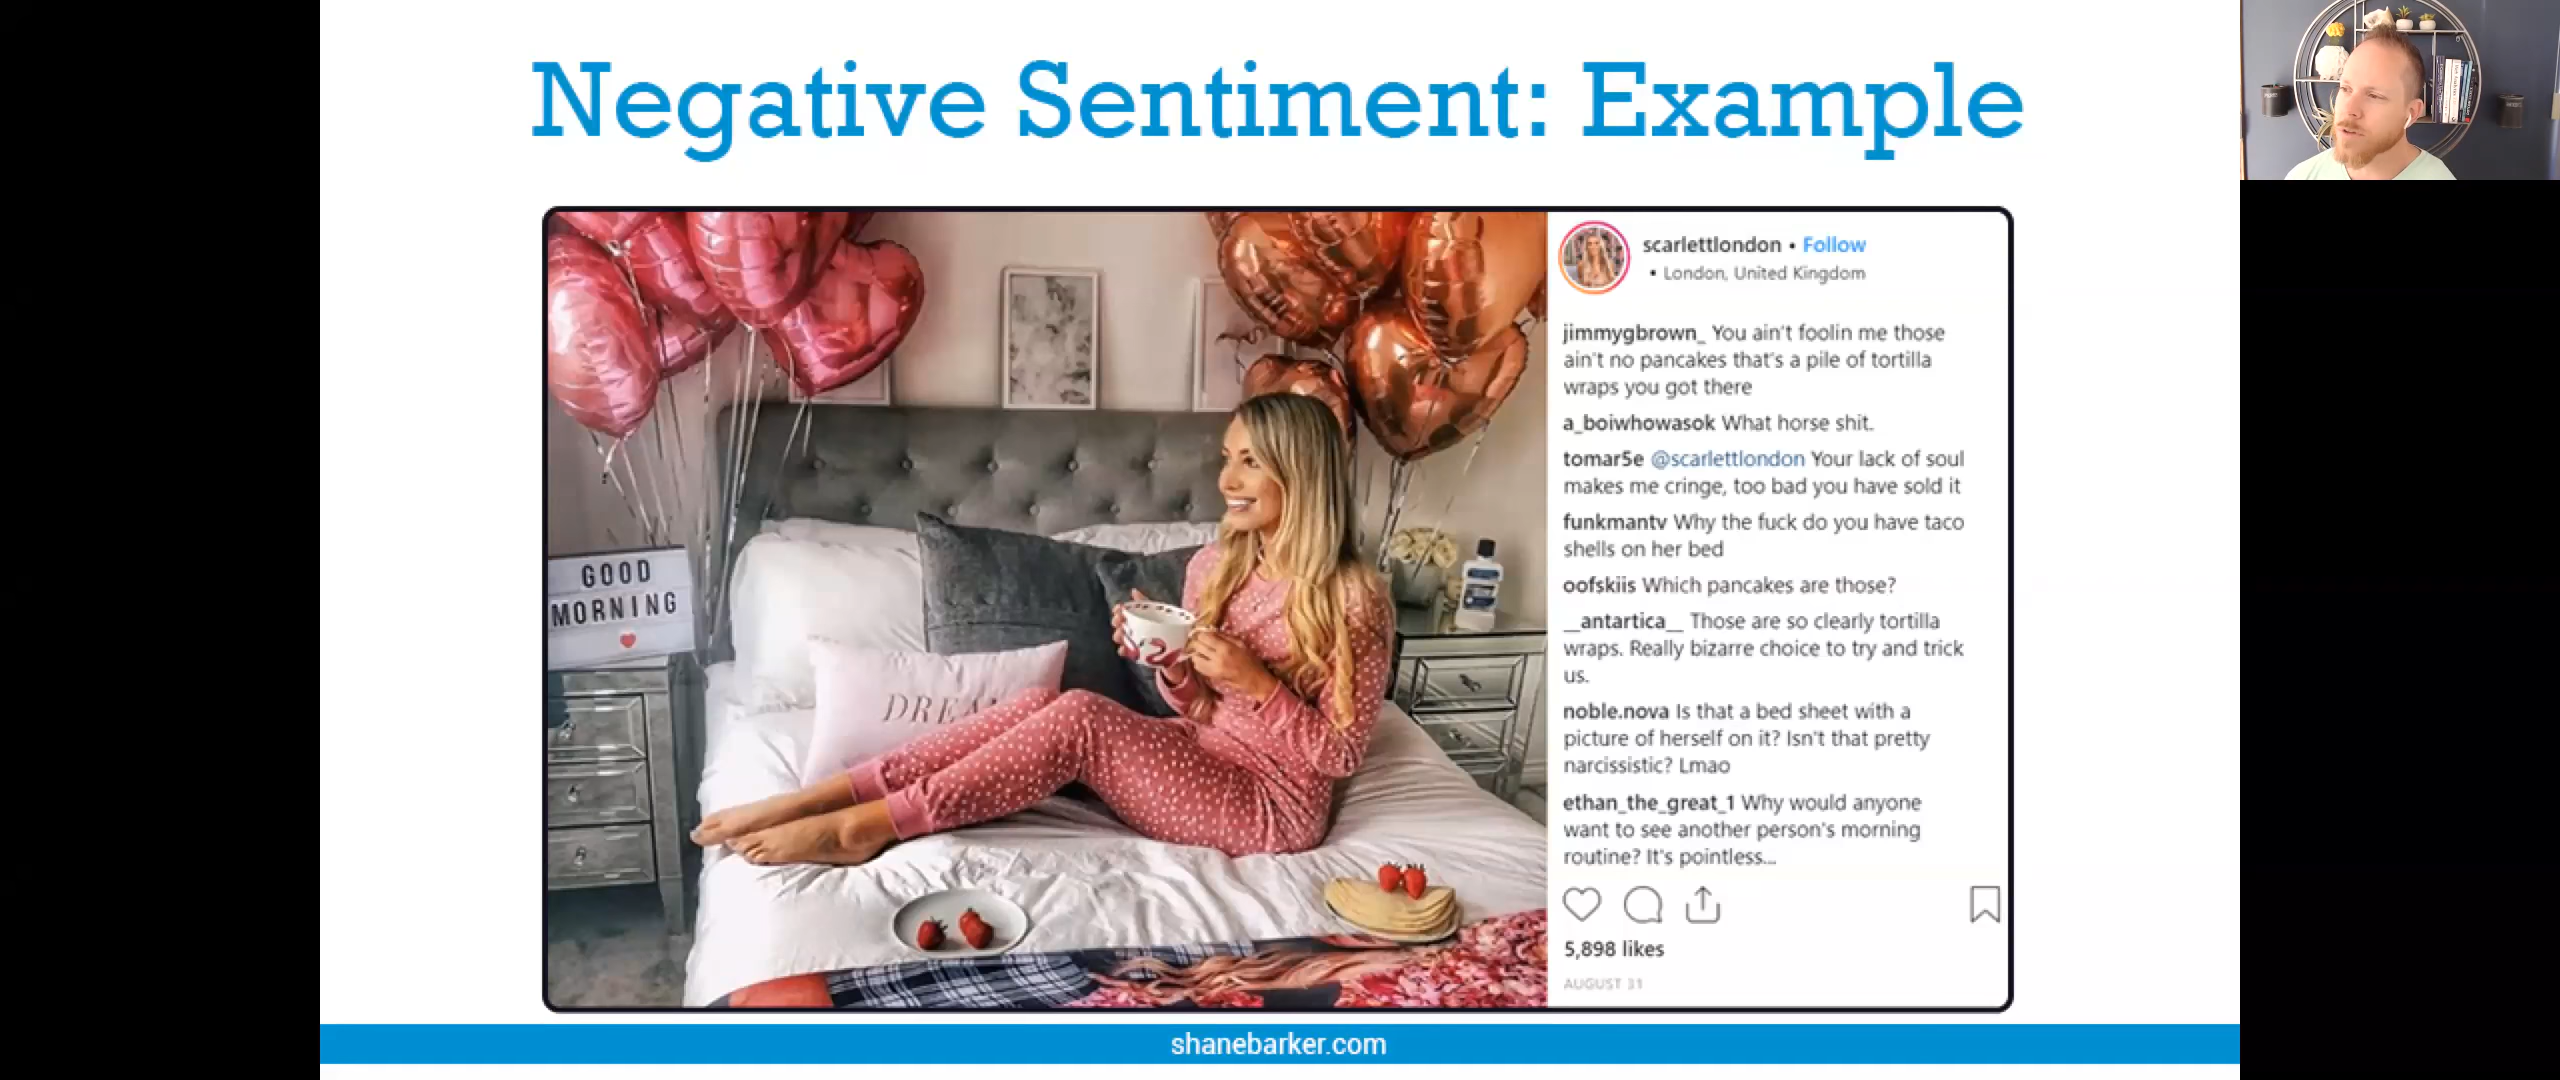 Negative Sentiment: Example
GOOD
MORNING
DREA
scarlettlondon • Follow
• London, United Kingdom
jimmygbrown_ You ain't foolin me those
ain't no pancakes that's a pile of tortilla
wraps you got there
a_boiwhowasok What horse shit.
tomar5e @scarlettlondon Your lack of soul
makes me cringe, too bad you have sold it
funkmantv Why the fuck do you have taco
shells on her bed
oofskiis Which pancakes are those?
__antartica__ Those are so clearly tortilla
wraps. Really bizarre choice to try and trick
us.
noble.nova Is that a bed sheet with a
picture of herself on it? Isn't that pretty
narcissistic? Lmao
ethan_the_great_1 Why would anyone
want to see another person's morning
routine? It's pointless...
5,898 likes
AUGUST 31
shanebarker.com